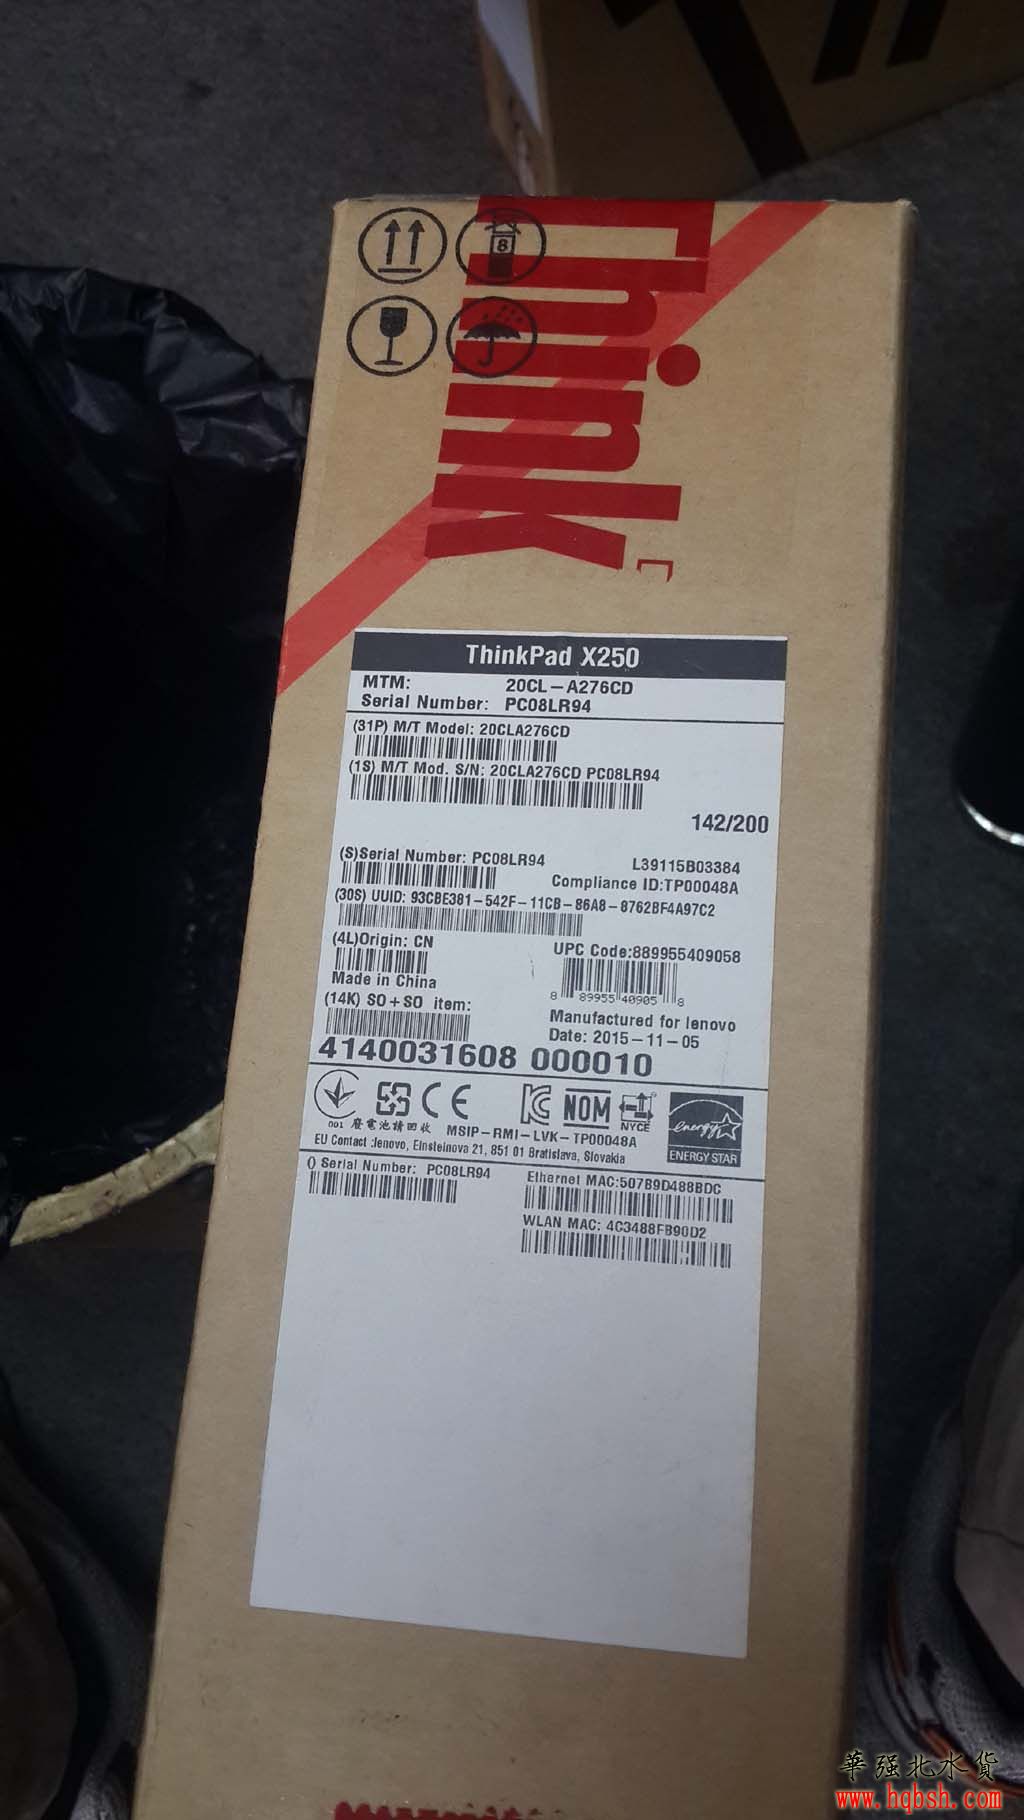 8
Think
ThinkPad X250
MTM: 20CL-A276CD
Serial Number: PC08LR94
(31P) M/T Model: 20CLA276CD
(1S) M/T Mod. S/N: 20CLA276CD PC08LR94
142/200
(S)Serial Number: PC08LR94
L39115B03384
Compliance ID:TP00048A
(30S) UUID: 93CBE381-542F-11CB-86A8-8762BF4A97C2
(4L)Origin: CN
Made in China
UPC Code:889955409058
8 89955 40905 8
(14K) SO+SO item:
Manufactured for lenovo
Date: 2015-11-05
4140031608 000010
001 廢電池請回收
CE
NOM
NYCE
energy
ENERGY STAR
MSIP-RMI-LVK-TP00048A
EU Contact :lenovo, Einsteinova 21, 851 01 Bratislava, Slovakia
() Serial Number: PC08LR94
Ethernet MAC:507B9D488BDC
WLAN MAC: 4C3488FB90D2
華强北水货
www.hqbsh.com